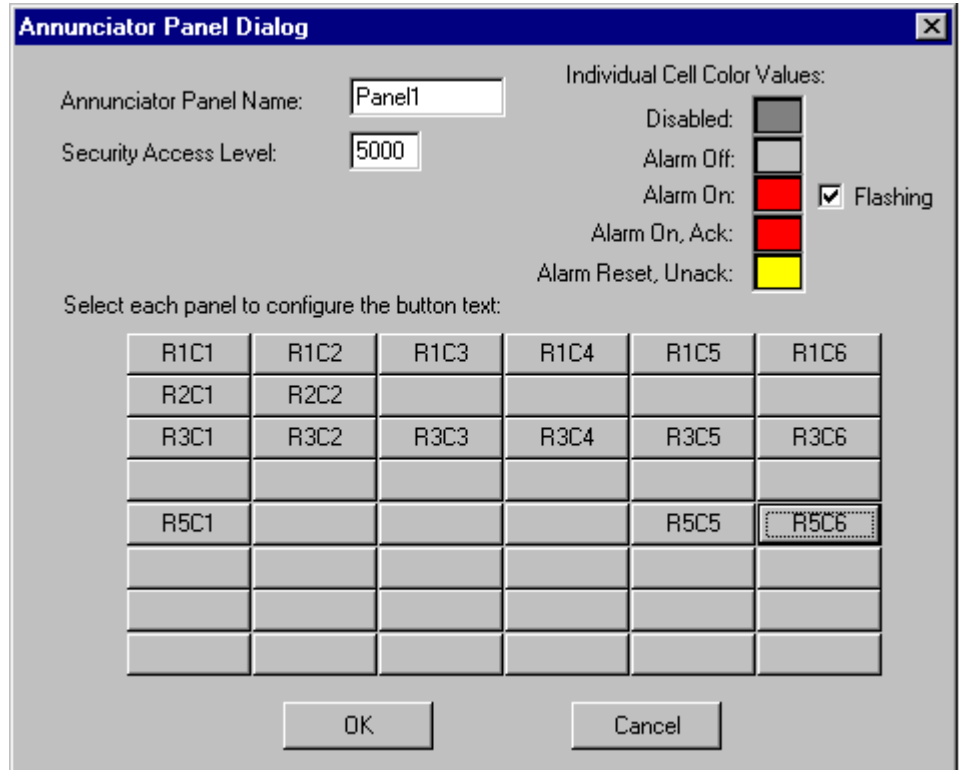 Annunciator Panel Dialog
Individual Cell Color Values:
Annunciator Panel Name: Panel1
Disabled:
Security Access Level: 5000
Alarm Off:
Alarm On: Flashing
Alarm On, Ack:
Alarm Reset, Unack:
Select each panel to configure the button text:
R1C1 R1C2 R1C3 R1C4 R1C5 R1C6
R2C1 R2C2
R3C1 R3C2 R3C3 R3C4 R3C5 R3C6
R5C1 R5C5 R5C6
OK Cancel